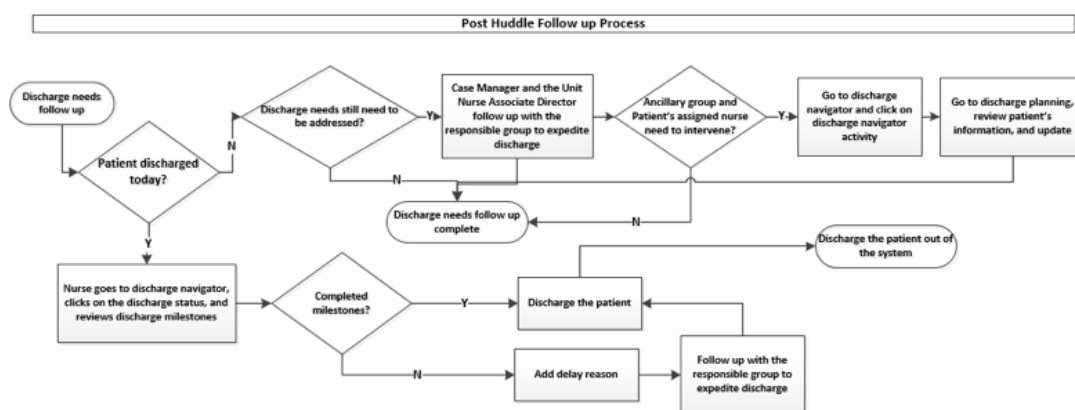 Post Huddle Follow up Process
Discharge needs
follow up
Patient discharged
today?
N
Discharge needs still need to
be addressed?
Y
Case Manager and the Unit
Nurse Associate Director
follow up with the
responsible group to expedite
discharge
Ancillary group and
Patient's assigned nurse
need to intervene?
Y
Go to discharge
navigator and click on
discharge navigator
activity
Go to discharge planning,
review patient's
information, and update
N
N
Discharge needs follow up
complete
Y
Nurse goes to discharge navigator,
clicks on the discharge status, and
reviews discharge milestones
Completed
milestones?
Y
Discharge the patient
Discharge the patient out of
the system
N
Add delay reason
Follow up with the
responsible group to
expedite discharge